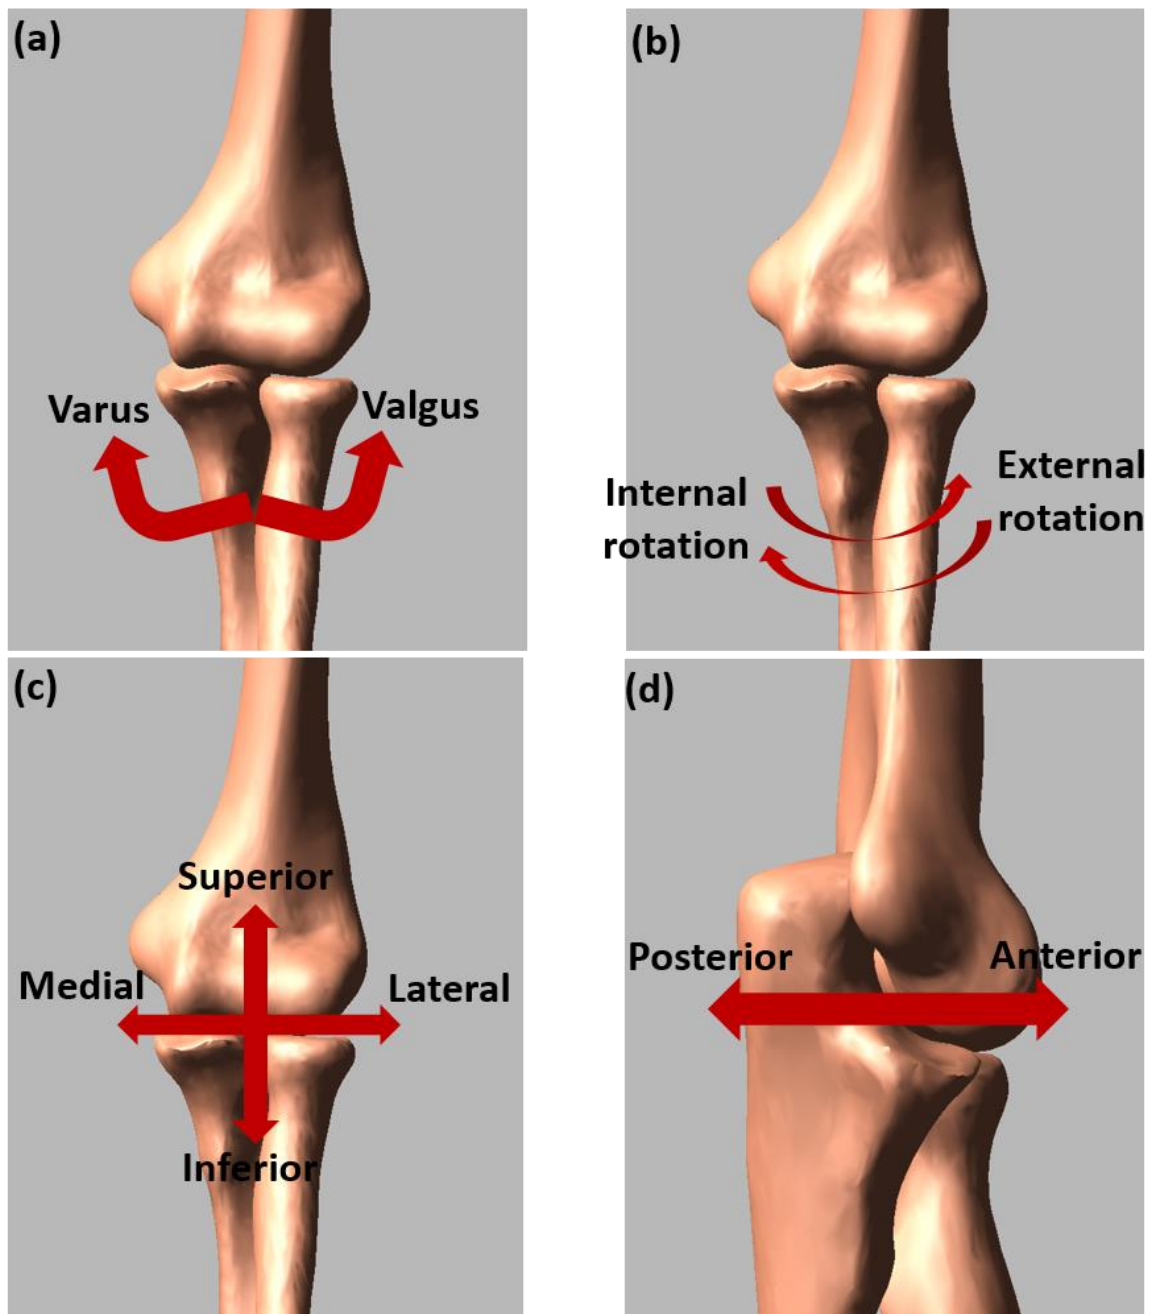 (a)
Varus
Valgus
(b)
Internal
rotation
External
rotation
(c)
Superior
Medial
Lateral
Inferior
(d)
Posterior
Anterior